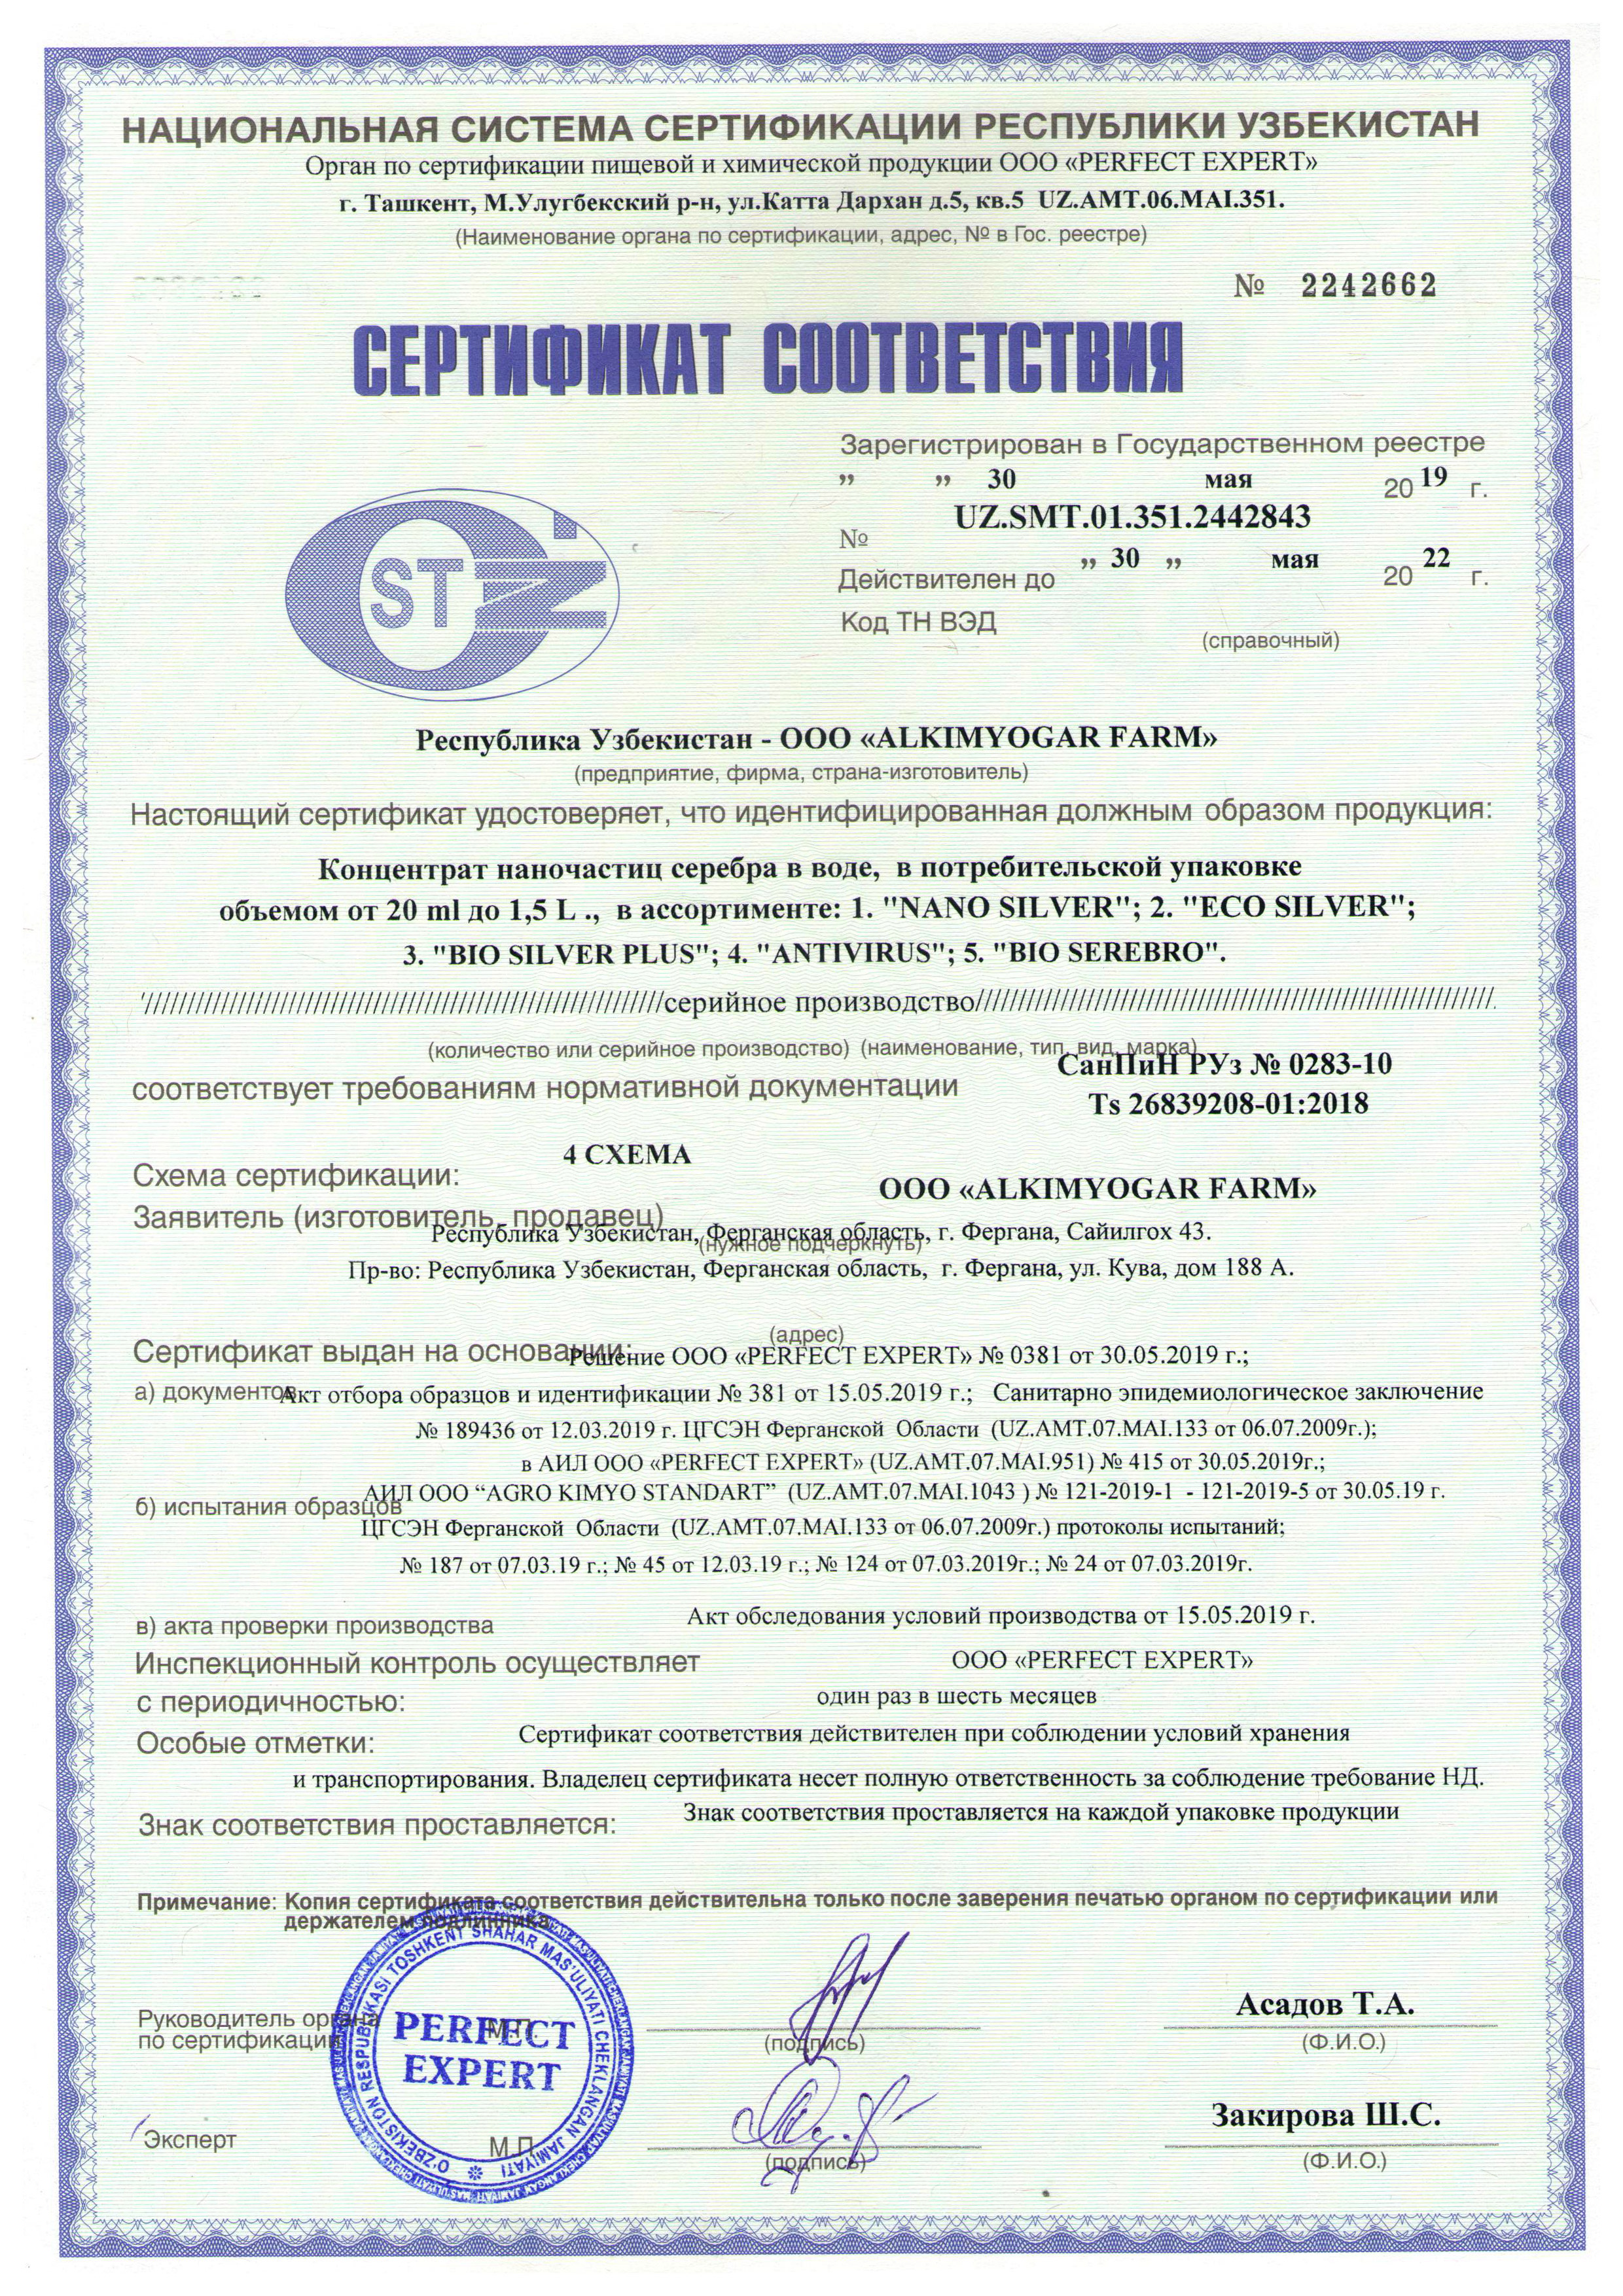 НАЦИОНАЛЬНАЯ СИСТЕМА СЕРТИФИКАЦИИ РЕСПУБЛИКИ УЗБЕКИСТАН
Орган по сертификации пищевой и химической продукции ООО «PERFECT EXPERT»
г. Ташкент, М.Улугбекский р-н, ул.Катта Дархан д.5, кв.5 UZ.AMT.06.MAI.351.
(Наименование органа по сертификации, адрес, № в Гос. реестре)
№ 2242662
СЕРТИФИКАТ СООТВЕТСТВИЯ
Зарегистрирован в Государственном реестре
„ „ 30 мая 20 19 г.
№ UZ.SMT.01.351.2442843
Действителен до „ 30 „ мая 20 22 г.
Код ТН ВЭД
(справочный)
ST
Республика Узбекистан - ООО «ALKIMYOGAR FARM»
(предприятие, фирма, страна-изготовитель)
Настоящий сертификат удостоверяет, что идентифицированная должным образом продукция:
Концентрат наночастиц серебра в воде, в потребительской упаковке
объемом от 20 ml до 1,5 L ., в ассортименте: 1. "NANO SILVER"; 2. "ECO SILVER";
3. "BIO SILVER PLUS"; 4. "ANTIVIRUS"; 5. "BIO SEREBRO".
серийное производство
(количество или серийное производство) (наименование, тип, вид, марка)
соответствует требованиям нормативной документации СанПиН РУз № 0283-10
Ts 26839208-01:2018
Схема сертификации: 4 СХЕМА
Заявитель (изготовитель, продавец) ООО «ALKIMYOGAR FARM»
Республика Узбекистан, Ферганская область, г. Фергана, Сайилгох 43.
(нужное подчеркнуть)
Пр-во: Республика Узбекистан, Ферганская область, г. Фергана, ул. Кува, дом 188 А.
(адрес)
Сертификат выдан на основании: Решение ООО «PERFECT EXPERT» № 0381 от 30.05.2019 г.;
а) документов Акт отбора образцов и идентификации № 381 от 15.05.2019 г.; Санитарно эпидемиологическое заключение
№ 189436 от 12.03.2019 г. ЦГСЭН Ферганской Области (UZ.AMT.07.MAI.133 от 06.07.2009г.);
в АИЛ ООО «PERFECT EXPERT» (UZ.AMT.07.MAI.951) № 415 от 30.05.2019г.;
б) испытания образцов АИЛ ООО “AGRO KIMYO STANDART” (UZ.AMT.07.MAI.1043 ) № 121-2019-1 - 121-2019-5 от 30.05.19 г.
ЦГСЭН Ферганской Области (UZ.AMT.07.MAI.133 от 06.07.2009г.) протоколы испытаний;
№ 187 от 07.03.19 г.; № 45 от 12.03.19 г.; № 124 от 07.03.2019г.; № 24 от 07.03.2019г.
в) акта проверки производства Акт обследования условий производства от 15.05.2019 г.
Инспекционный контроль осуществляет ООО «PERFECT EXPERT»
с периодичностью: один раз в шесть месяцев
Особые отметки: Сертификат соответствия действителен при соблюдении условий хранения
и транспортирования. Владелец сертификата несет полную ответственность за соблюдение требование НД.
Знак соответствия проставляется: Знак соответствия проставляется на каждой упаковке продукции
Примечание: Копия сертификата соответствия действительна только после заверения печатью органом по сертификации или
держателем подлинника
Руководитель органа
по сертификации
М.П.
(подпись)
Асадов Т.А.
(Ф.И.О.)
Эксперт
М.П.
(подпись)
Закирова Ш.С.
(Ф.И.О.)
O'ZBEKISTON RESPUBLIKASI TOSHKENT SHAHAR MAS'ULIYATI CHEKLANGAN JAMIYATI
PERFECT
EXPERT